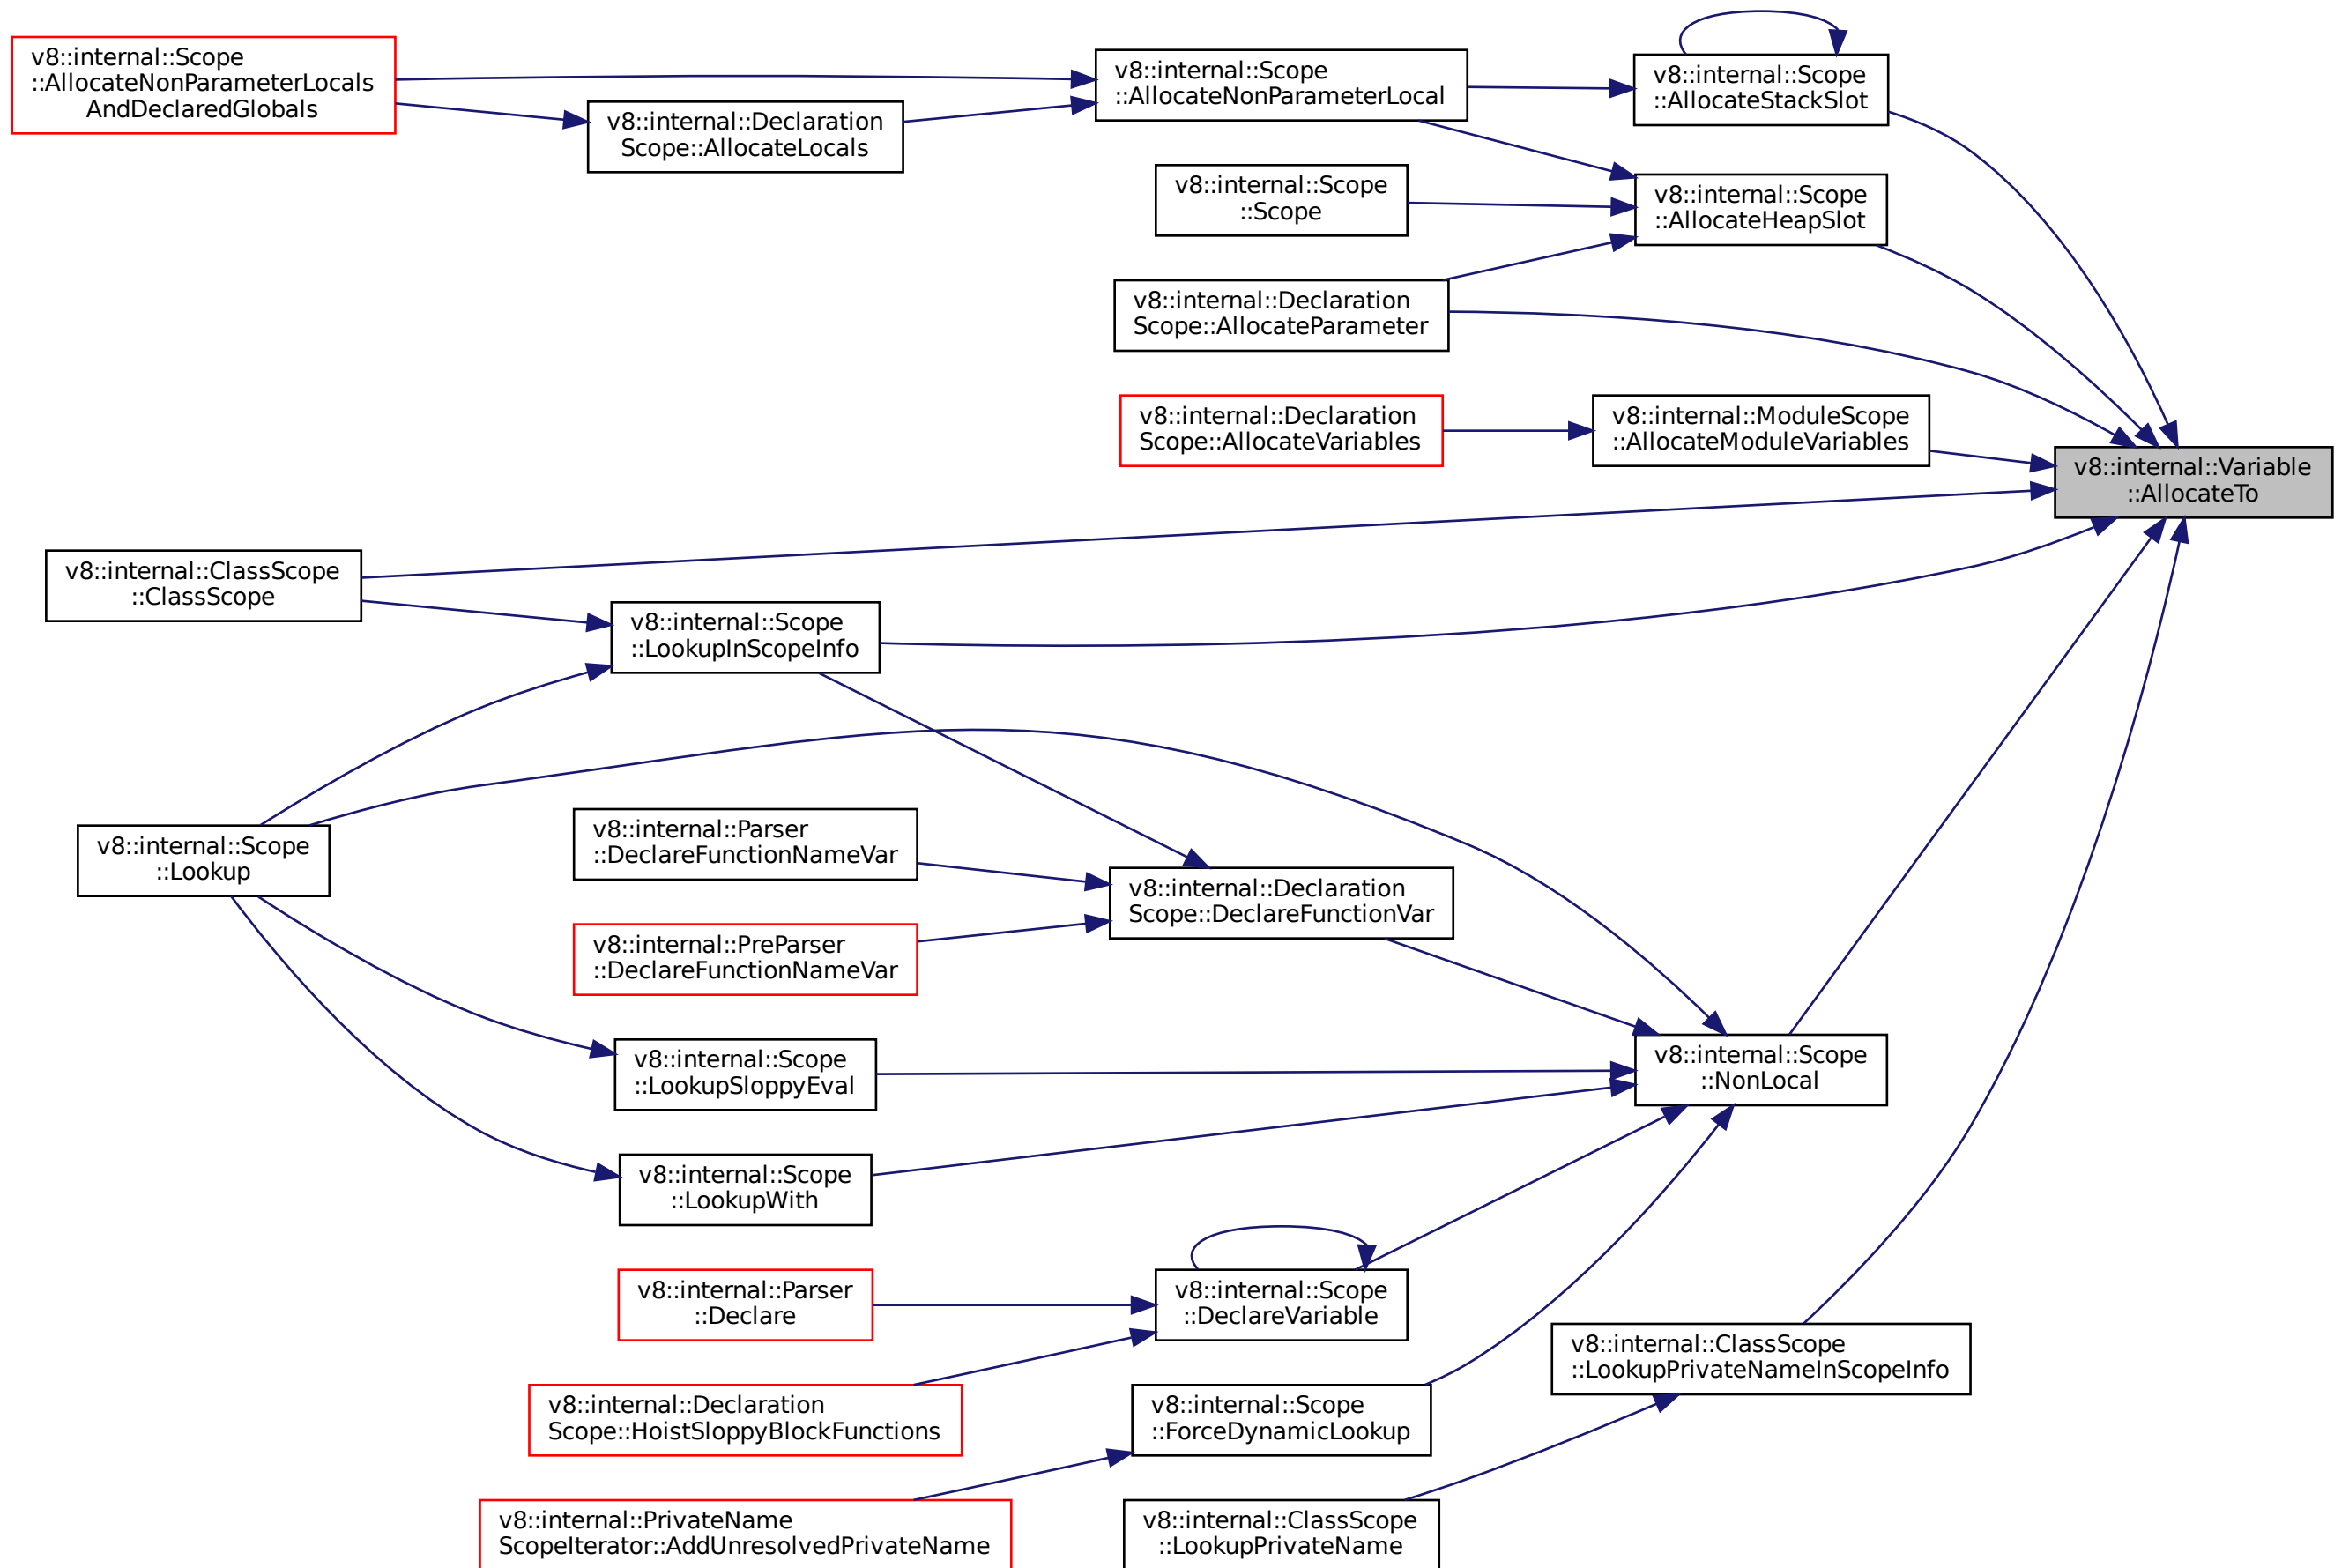 v8::internal::Scope
::AllocateNonParameterLocals
AndDeclaredGlobals
v8::internal::Declaration
Scope::AllocateLocals
v8::internal::Scope
::AllocateNonParameterLocal
v8::internal::Scope
::AllocateStackSlot
v8::internal::Scope
::Scope
v8::internal::Scope
::AllocateHeapSlot
v8::internal::Declaration
Scope::AllocateParameter
v8::internal::Declaration
Scope::AllocateVariables
v8::internal::ModuleScope
::AllocateModuleVariables
v8::internal::Variable
::AllocateTo
v8::internal::ClassScope
::ClassScope
v8::internal::Scope
::LookupInScopeInfo
v8::internal::Scope
::Lookup
v8::internal::Parser
::DeclareFunctionNameVar
v8::internal::Declaration
Scope::DeclareFunctionVar
v8::internal::PreParser
::DeclareFunctionNameVar
v8::internal::Scope
::LookupSloppyEval
v8::internal::Scope
::NonLocal
v8::internal::Scope
::LookupWith
v8::internal::Parser
::Declare
v8::internal::Scope
::DeclareVariable
v8::internal::ClassScope
::LookupPrivateNameInScopeInfo
v8::internal::Declaration
Scope::HoistSloppyBlockFunctions
v8::internal::Scope
::ForceDynamicLookup
v8::internal::PrivateName
ScopeIterator::AddUnresolvedPrivateName
v8::internal::ClassScope
::LookupPrivateName